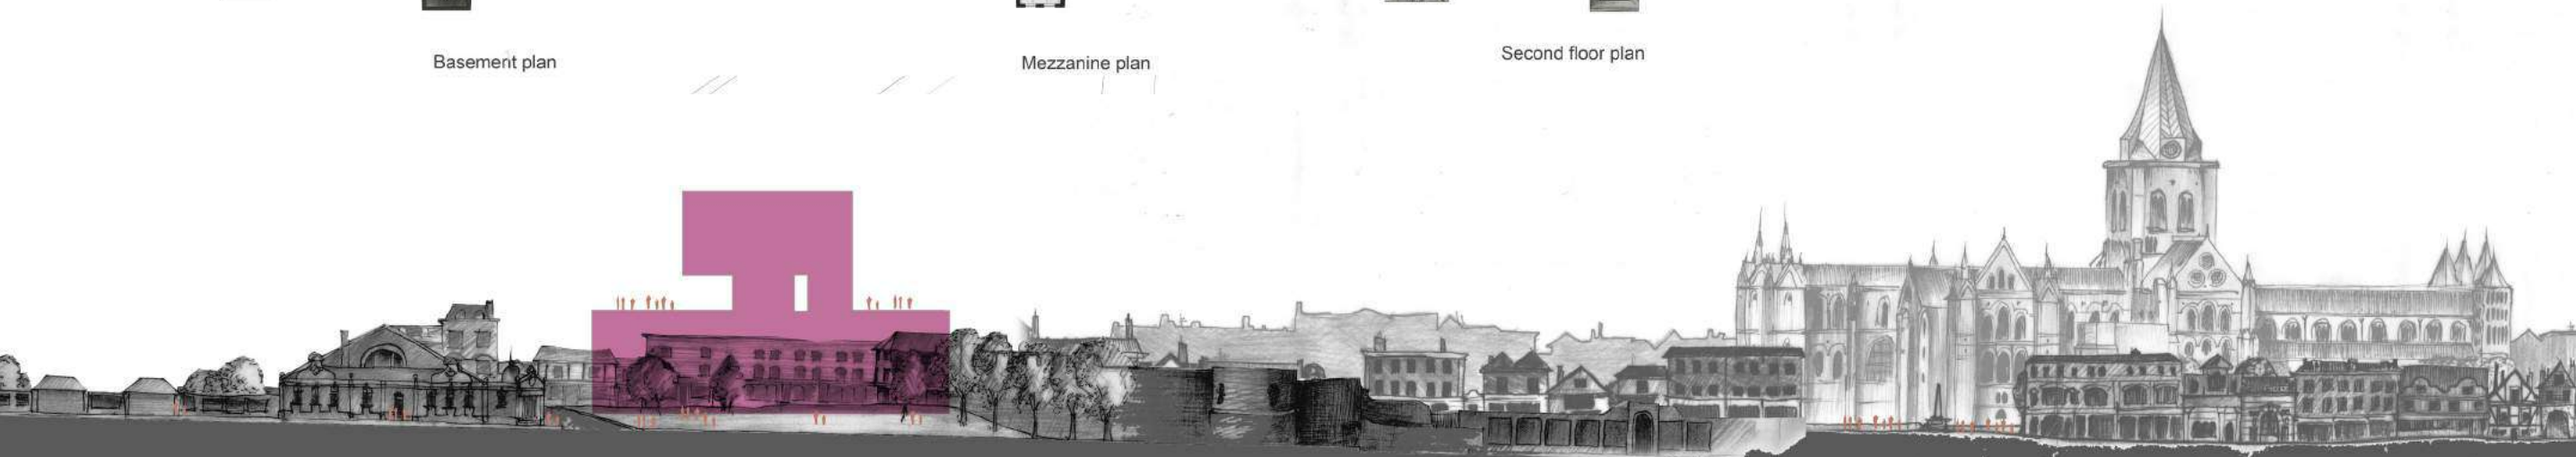 Basement plan
Mezzanine plan
Second floor plan